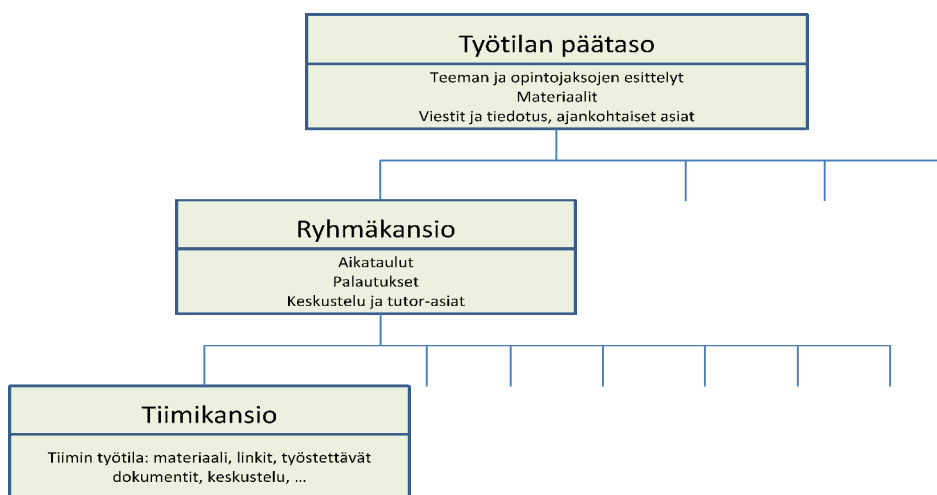 Työtilan päätaso
Teeman ja opintojaksojen esittelyt
Materiaalit
Viestit ja tiedotus, ajankohtaiset asiat
Ryhmäkansio
Aikataulut
Palautukset
Keskustelu ja tutor-asiat
Tiimikansio
Tiimin työtila: materiaali, linkit, työstettävät
dokumentit, keskustelu, ...